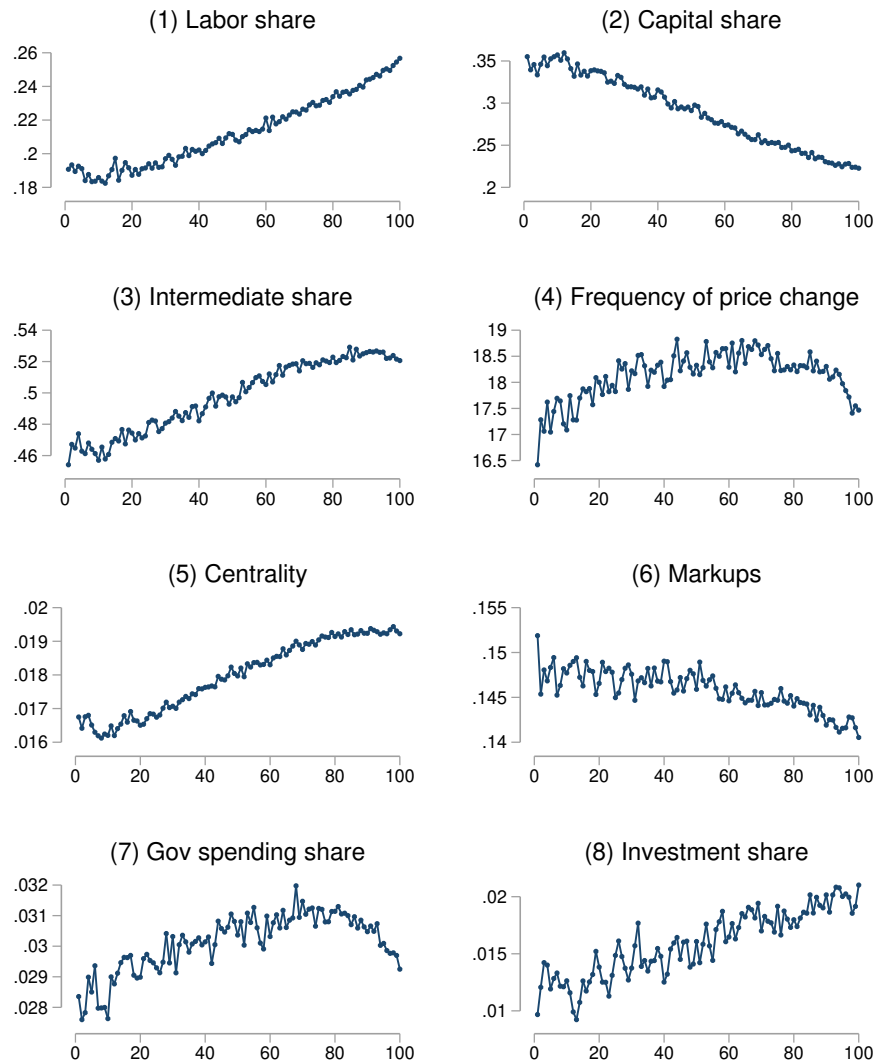 (1) Labor share
.26
.24
.22
.2
.18
0 20 40 60 80 100
(2) Capital share
.35
.3
.25
.2
0 20 40 60 80 100
(3) Intermediate share
.54
.52
.5
.48
.46
0 20 40 60 80 100
(4) Frequency of price change
19
18.5
18
17.5
17
16.5
0 20 40 60 80 100
(5) Centrality
.02
.019
.018
.017
.016
0 20 40 60 80 100
(6) Markups
.155
.15
.145
.14
0 20 40 60 80 100
(7) Gov spending share
.032
.031
.03
.029
.028
0 20 40 60 80 100
(8) Investment share
.02
.015
.01
0 20 40 60 80 100